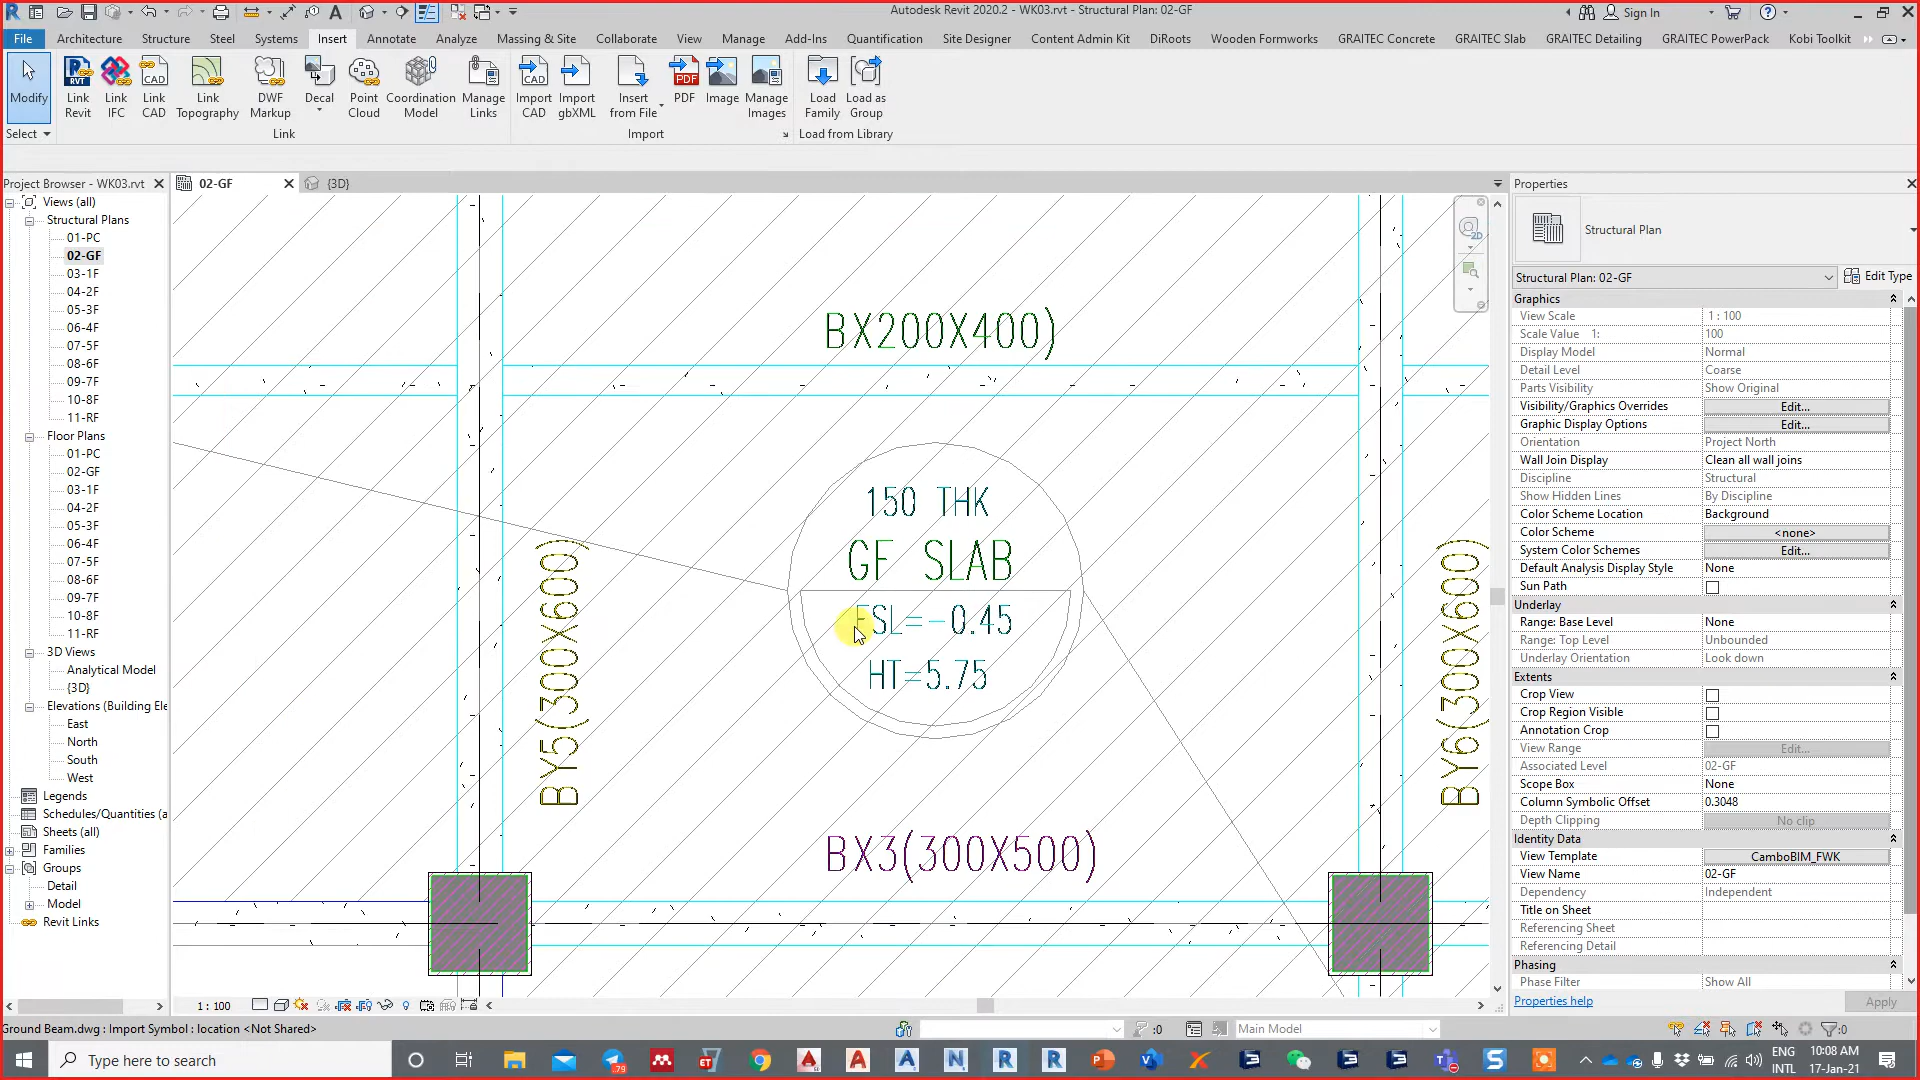 Autodesk Revit 2020.2 - WK03.rvt - Structural Plan: 02-GF
Sign In
File Architecture Structure Steel Systems Insert Annotate Analyze Massing & Site Collaborate View Manage Add-Ins Quantification Site Designer Content Admin Kit DiRoots Wooden Formworks GRAITEC Concrete GRAITEC Slab GRAITEC Detailing GRAITEC PowerPack Kobi Toolkit
Modify
Link Revit
Link IFC
Link CAD
Link Topography
DWF Markup
Decal
Point Cloud
Coordination Model
Manage Links
Import CAD
Import gbXML
Insert from File
PDF
Image
Manage Images
Load Family
Load as Group
Select
Link
Import
Load from Library
Project Browser - WK03.rvt
02-GF
{3D}
Properties
Views (all)
Structural Plans
01-PC
02-GF
03-1F
04-2F
05-3F
06-4F
07-5F
08-6F
09-7F
10-8F
11-RF
Floor Plans
01-PC
02-GF
03-1F
04-2F
05-3F
06-4F
07-5F
08-6F
09-7F
10-8F
11-RF
3D Views
Analytical Model
{3D}
Elevations (Building Ele
East
North
South
West
Legends
Schedules/Quantities (a
Sheets (all)
Families
Groups
Detail
Model
Revit Links
BX200X400)
150 THK
GF SLAB
FSL=-0.45
HT=5.75
BY5(300X600)
BY6(300X600)
BX3(300X500)
2D
Structural Plan
Structural Plan: 02-GF
Edit Type
Graphics
View Scale 1 : 100
Scale Value 1: 100
Display Model Normal
Detail Level Coarse
Parts Visibility Show Original
Visibility/Graphics Overrides Edit...
Graphic Display Options Edit...
Orientation Project North
Wall Join Display Clean all wall joins
Discipline Structural
Show Hidden Lines By Discipline
Color Scheme Location Background
Color Scheme <none>
System Color Schemes Edit...
Default Analysis Display Style None
Sun Path
Underlay
Range: Base Level None
Range: Top Level Unbounded
Underlay Orientation Look down
Extents
Crop View
Crop Region Visible
Annotation Crop
View Range Edit...
Associated Level 02-GF
Scope Box None
Column Symbolic Offset 0.3048
Depth Clipping No clip
Identity Data
View Template CamboBIM_FWK
View Name 02-GF
Dependency Independent
Title on Sheet
Referencing Sheet
Referencing Detail
Phasing
Phase Filter Show All
Properties help
Apply
1 : 100
Ground Beam.dwg : Import Symbol : location <Not Shared>
:0
Main Model
:0
Type here to search
79
ENG
INTL
10:08 AM
17-Jan-21